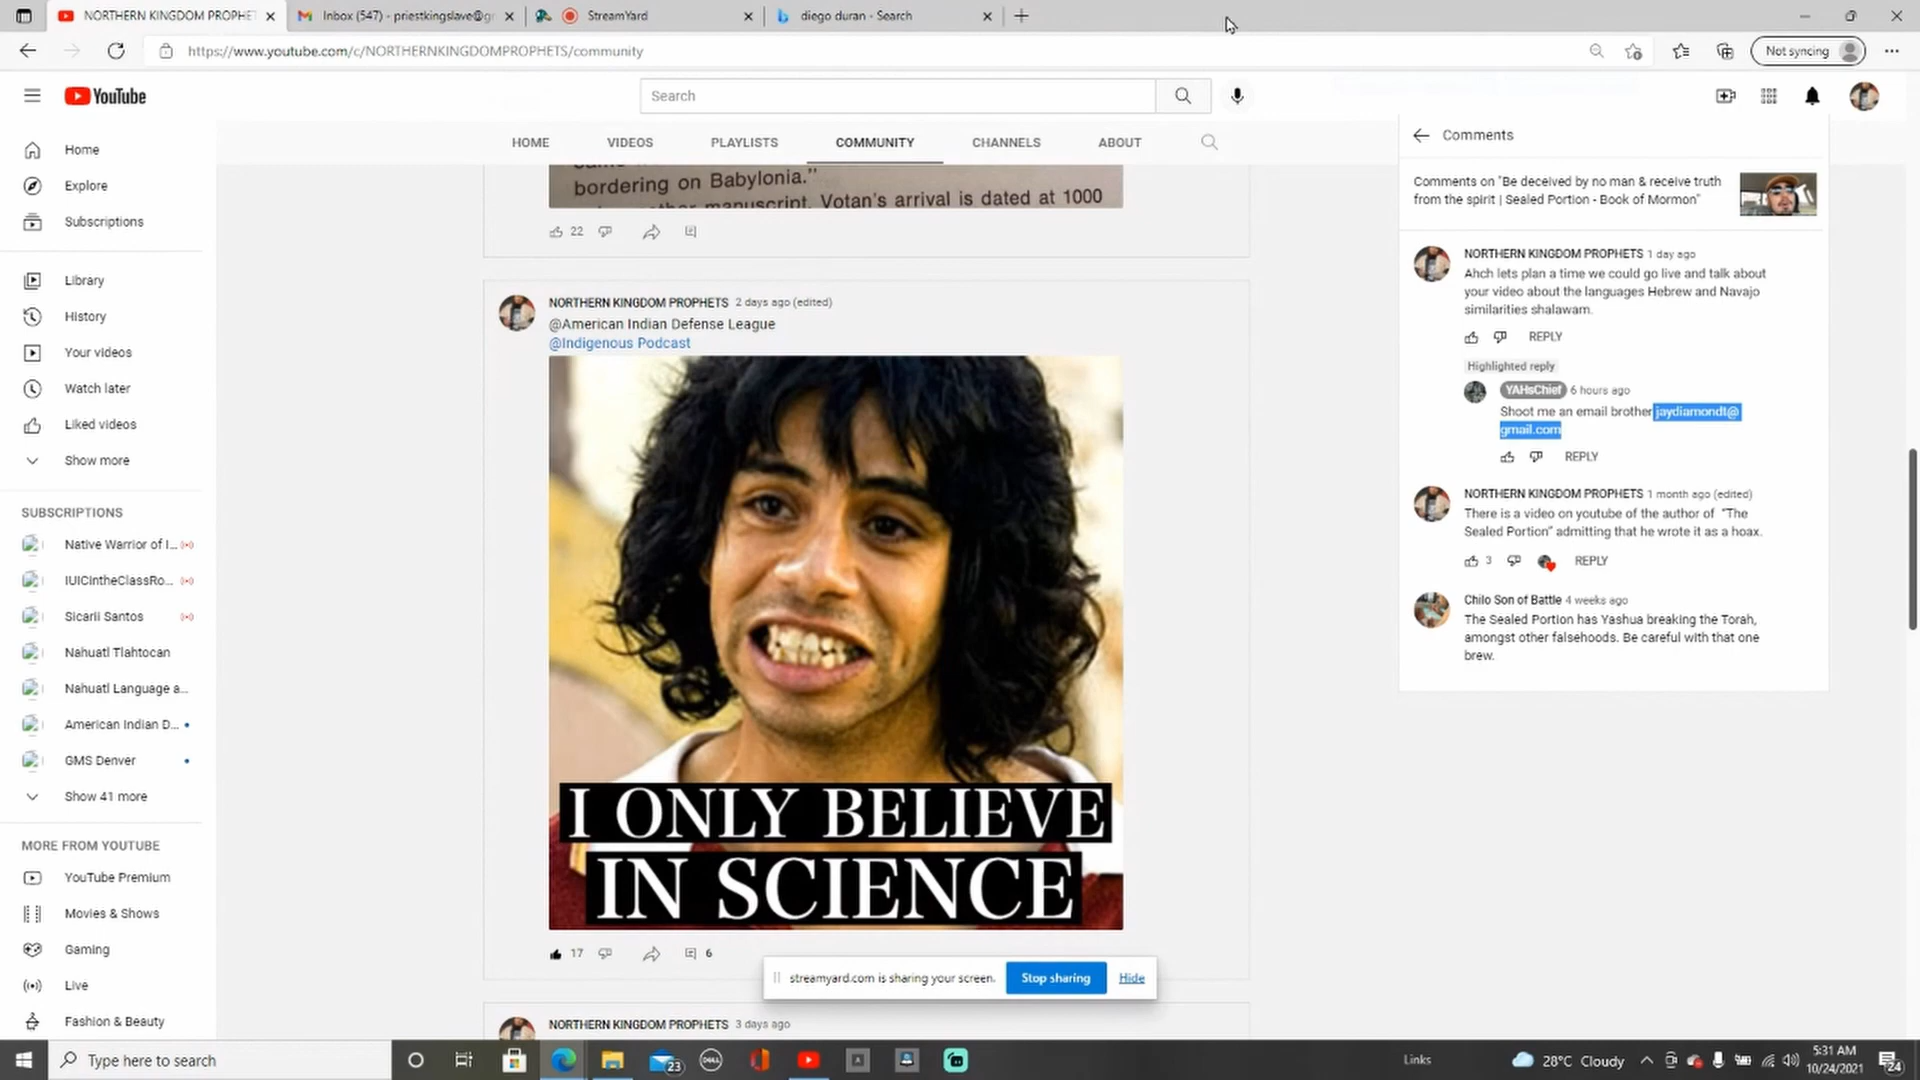 NORTHERN KINGDOM PROPHET
Inbox (547) - priestkingslave@g
StreamYard
diego duran - Search
https://www.youtube.com/c/NORTHERNKINGDOMPROPHETS/community
Not syncing
YouTube
Search
HOME
VIDEOS
PLAYLISTS
COMMUNITY
CHANNELS
ABOUT
Home
Explore
Subscriptions
Library
History
Your videos
Watch later
Liked videos
Show more
SUBSCRIPTIONS
Native Warrior of I...
IUICintheClassRo...
Sicarii Santos
Nahuatl Tlahtocan
Nahuatl Language a...
American Indian D...
GMS Denver
Show 41 more
MORE FROM YOUTUBE
YouTube Premium
Movies & Shows
Gaming
Live
Fashion & Beauty
bordering on Babylonia."
manuscript, Votan's arrival is dated at 1000
22
NORTHERN KINGDOM PROPHETS 2 days ago (edited)
@American Indian Defense League
@Indigenous Podcast
I ONLY BELIEVE
IN SCIENCE
17
6
streamyard.com is sharing your screen.
Stop sharing
Hide
NORTHERN KINGDOM PROPHETS 3 days ago
Comments
Comments on "Be deceived by no man & receive truth
from the spirit | Sealed Portion - Book of Mormon"
NORTHERN KINGDOM PROPHETS 1 day ago
Ahch lets plan a time we could go live and talk about
your video about the languages Hebrew and Navajo
similarities shalawam.
REPLY
Highlighted reply
YAHsChief 6 hours ago
Shoot me an email brother jaydiamondt@
gmail.com
REPLY
NORTHERN KINGDOM PROPHETS 1 month ago (edited)
There is a video on youtube of the author of "The
Sealed Portion" admitting that he wrote it as a hoax.
3
REPLY
Chilo Son of Battle 4 weeks ago
The Sealed Portion has Yashua breaking the Torah,
amongst other falsehoods. Be careful with that one
brew.
Type here to search
23
DELL
Links
28°C Cloudy
5:31 AM
10/24/2021
24